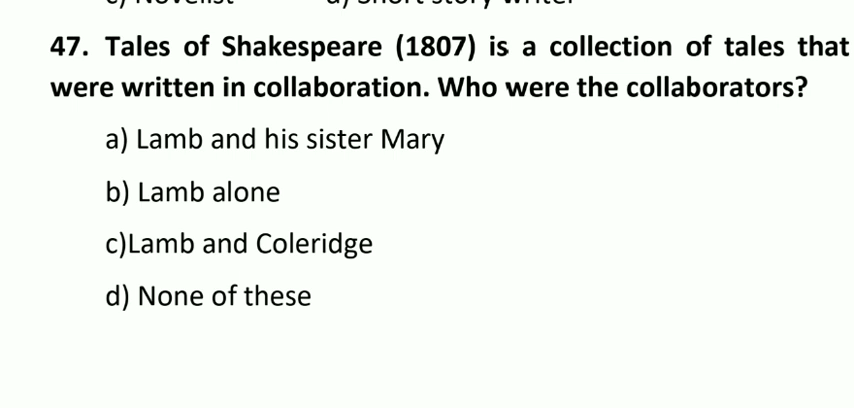 47. Tales of Shakespeare (1807) is a collection of tales that
were written in collaboration. Who were the collaborators?
a) Lamb and his sister Mary
b) Lamb alone
c)Lamb and Coleridge
d) None of these